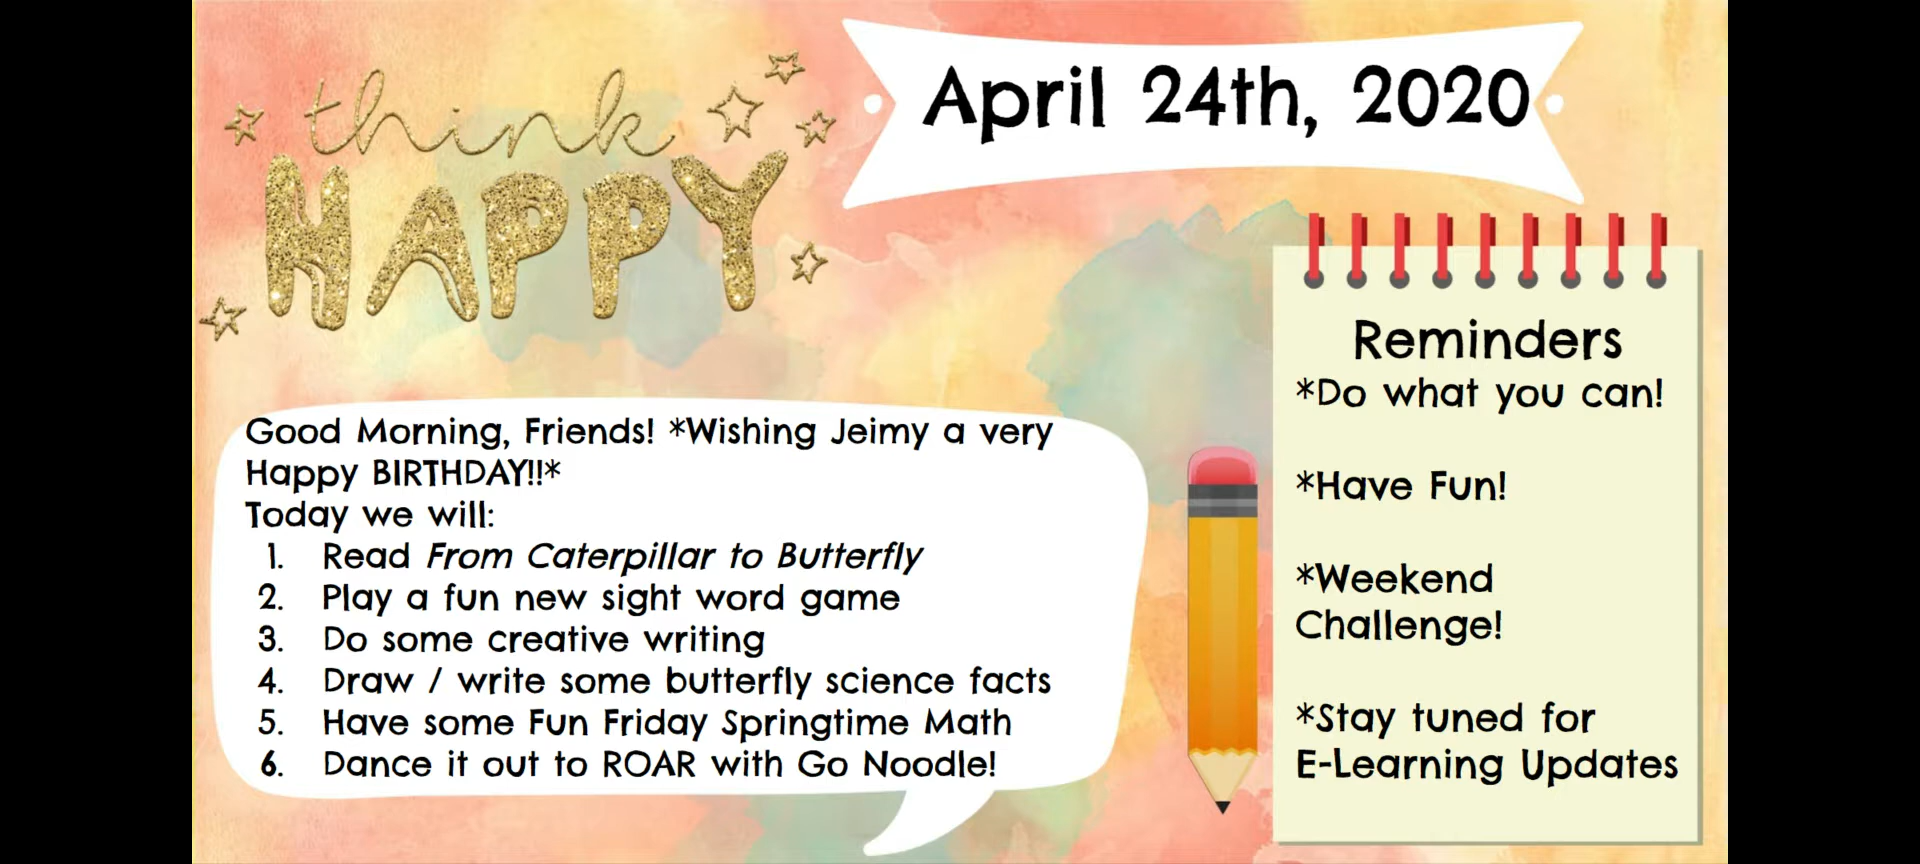 think
HAPPY
April 24th, 2020
Good Morning, Friends! *Wishing Jeimy a very
Happy BIRTHDAY!!*
Today we will:
1. Read From Caterpillar to Butterfly
2. Play a fun new sight word game
3. Do some creative writing
4. Draw / write some butterfly science facts
5. Have some Fun Friday Springtime Math
6. Dance it out to ROAR with Go Noodle!
Reminders
*Do what you can!
*Have Fun!
*Weekend
Challenge!
*Stay tuned for
E-Learning Updates